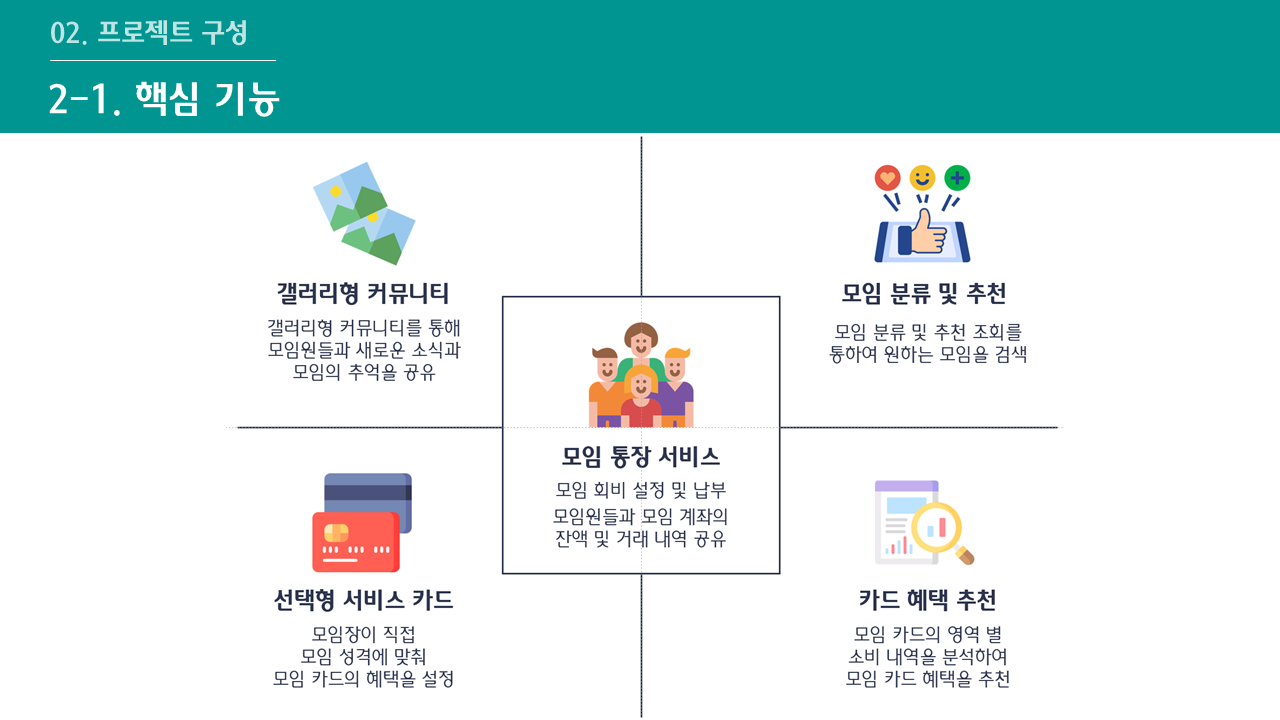 02. 프로젝트 구성
2-1. 핵심 기능
갤러리형 커뮤니티
갤러리형 커뮤니티를 통해
모임원들과 새로운 소식과
모임의 추억을 공유
모임 분류 및 추천
모임 분류 및 추천 조회를
통하여 원하는 모임을 검색
모임 통장 서비스
모임 회비 설정 및 납부
모임원들과 모임 계좌의
잔액 및 거래 내역 공유
선택형 서비스 카드
모임장이 직접
모임 성격에 맞춰
모임 카드의 혜택을 설정
카드 혜택 추천
모임 카드의 영역 별
소비 내역을 분석하여
모임 카드 혜택을 추천